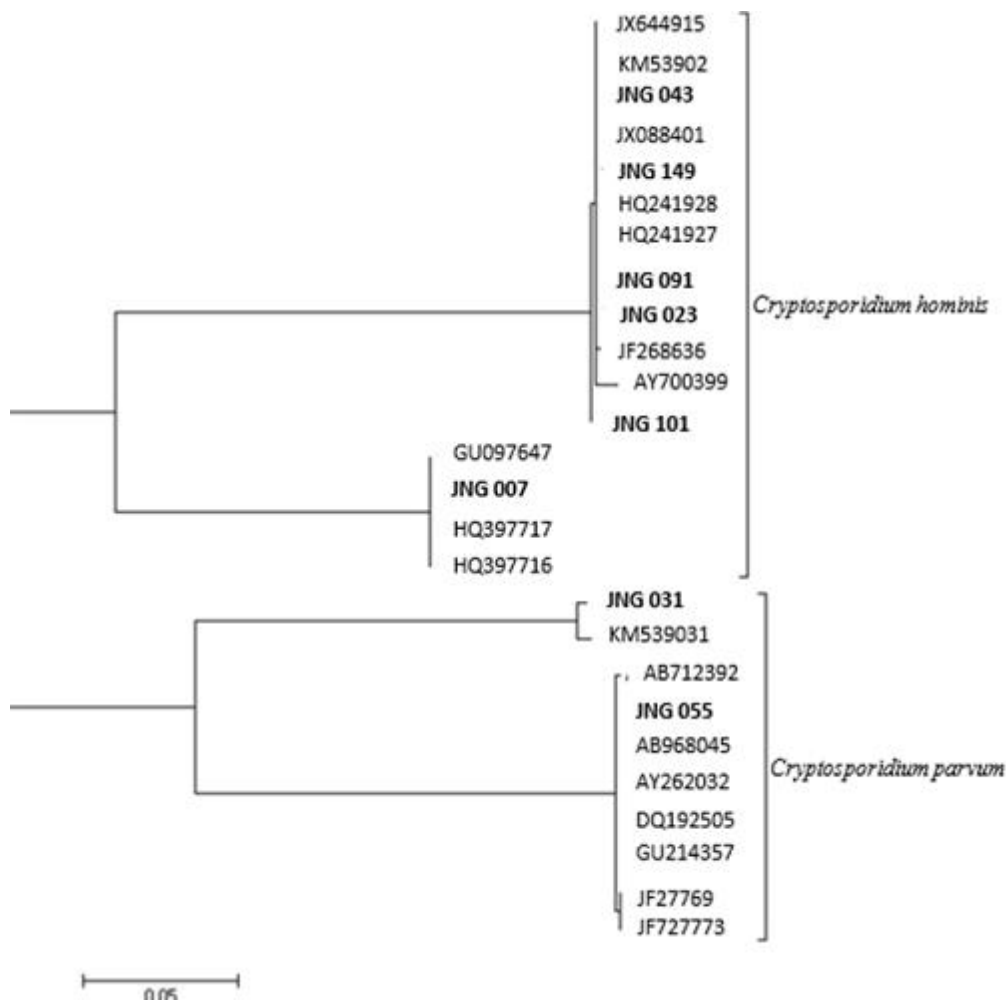 JX644915
KM53902
JNG 043
JX088401
JNG 149
HQ241928
HQ241927
JNG 091
Cryptosporidium hominis
JNG 023
JF268636
AY700399
JNG 101
GU097647
JNG 007
HQ397717
HQ397716
JNG 031
KM539031
AB712392
JNG 055
AB968045
Cryptosporidium parvum
AY262032
DQ192505
GU214357
JF27769
JF727773
0.05